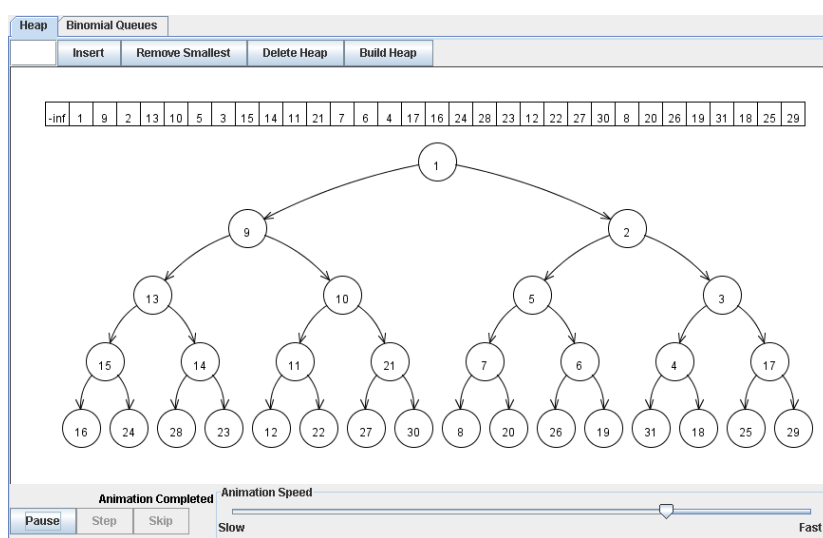 Heap Binomial Queues
Insert Remove Smallest Delete Heap Build Heap
-inf 1 9 2 13 10 5 3 15 14 11 21 7 6 4 17 16 24 28 23 12 22 27 30 8 20 26 19 31 18 25 29
1
9 2
13 10 5 3
15 14 11 21 7 6 4 17
16 24 28 23 12 22 27 30 8 20 26 19 31 18 25 29
Animation Completed Animation Speed
Pause Step Skip
Slow Fast